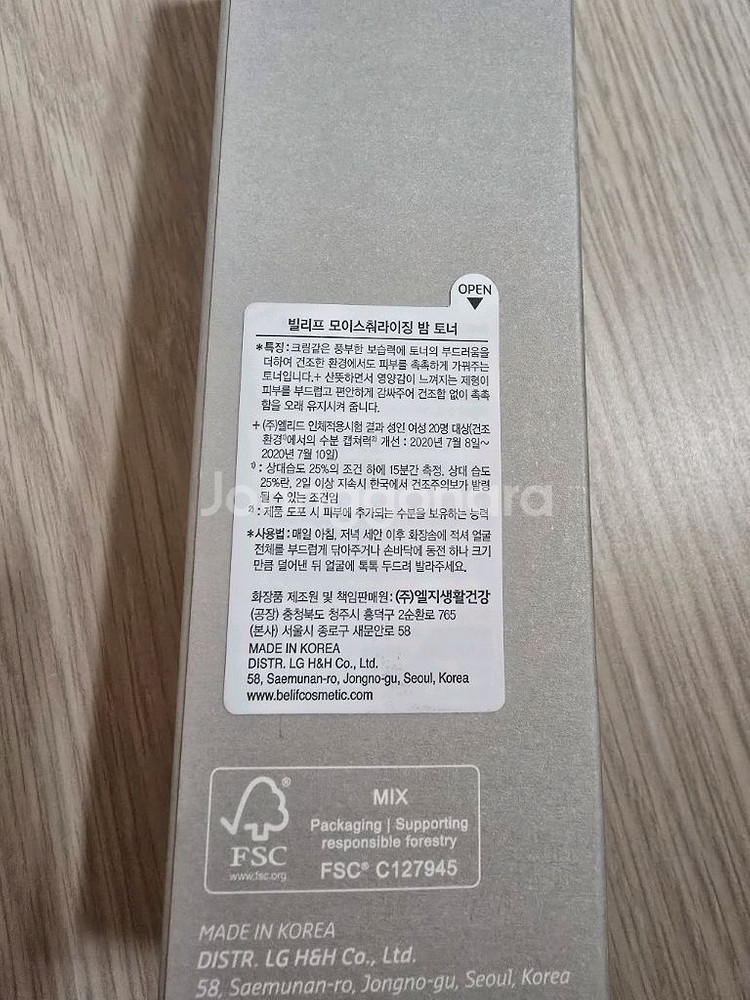 OPEN
빌리프 모이스춰라이징 밤 토너
*특징: 크림같은 풍부한 보습력에 토너의 부드러움을
더하여 건조한 환경에서도 피부를 촉촉하게 가꿔주는
토너입니다.+ 산뜻하면서 영양감이 느껴지는 제형이
피부를 부드럽고 편안하게 감싸주어 건조함 없이 촉촉
함을 오래 유지시켜 줍니다.
+ (주)엘리드 인체적용시험 결과 성인 여성 20명 대상(건조
환경¹⁾에서의 수분 캡쳐력²⁾ 개선 : 2020년 7월 8일~
2020년 7월 10일)
¹⁾ : 상대습도 25%의 조건 하에 15분간 측정. 상대 습도
25%란, 2일 이상 지속시 한국에서 건조주의보가 발령
될 수 있는 조건임
²⁾ : 제품 도포 시 피부에 추가되는 수분을 보유하는 능력
Joonggonara
*사용법: 매일 아침, 저녁 세안 이후 화장솜에 적셔 얼굴
전체를 부드럽게 닦아주거나 손바닥에 동전 하나 크기
만큼 덜어낸 뒤 얼굴에 톡톡 두드려 발라주세요.
화장품 제조원 및 책임판매원: (주)엘지생활건강
(공장) 충청북도 청주시 흥덕구 2순환로 765
(본사) 서울시 종로구 새문안로 58
MADE IN KOREA
DISTR. LG H&H Co., Ltd.
58, Saemunan-ro, Jongno-gu, Seoul, Korea
www.belifcosmetic.com
®
FSC
www.fsc.org
MIX
Packaging | Supporting
responsible forestry
FSC® C127945
MADE IN KOREA
DISTR. LG H&H Co., Ltd.
58, Saemunan-ro, Jongno-gu, Seoul, Korea